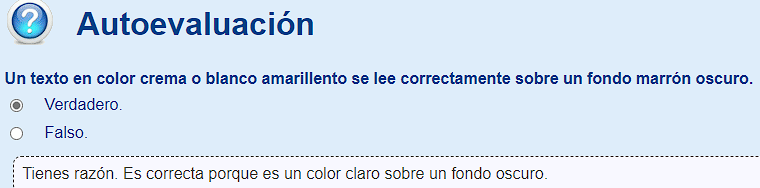 Autoevaluación
Un texto en color crema o blanco amarillento se lee correctamente sobre un fondo marrón oscuro.
Verdadero.
Falso.
Tienes razón. Es correcta porque es un color claro sobre un fondo oscuro.